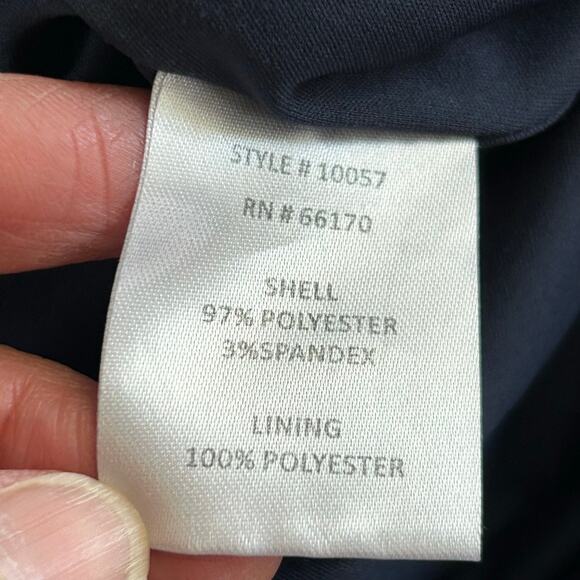 STYLE # 10057
RN # 66170
SHELL
97% POLYESTER
3%SPANDEX
LINING
100% POLYESTER